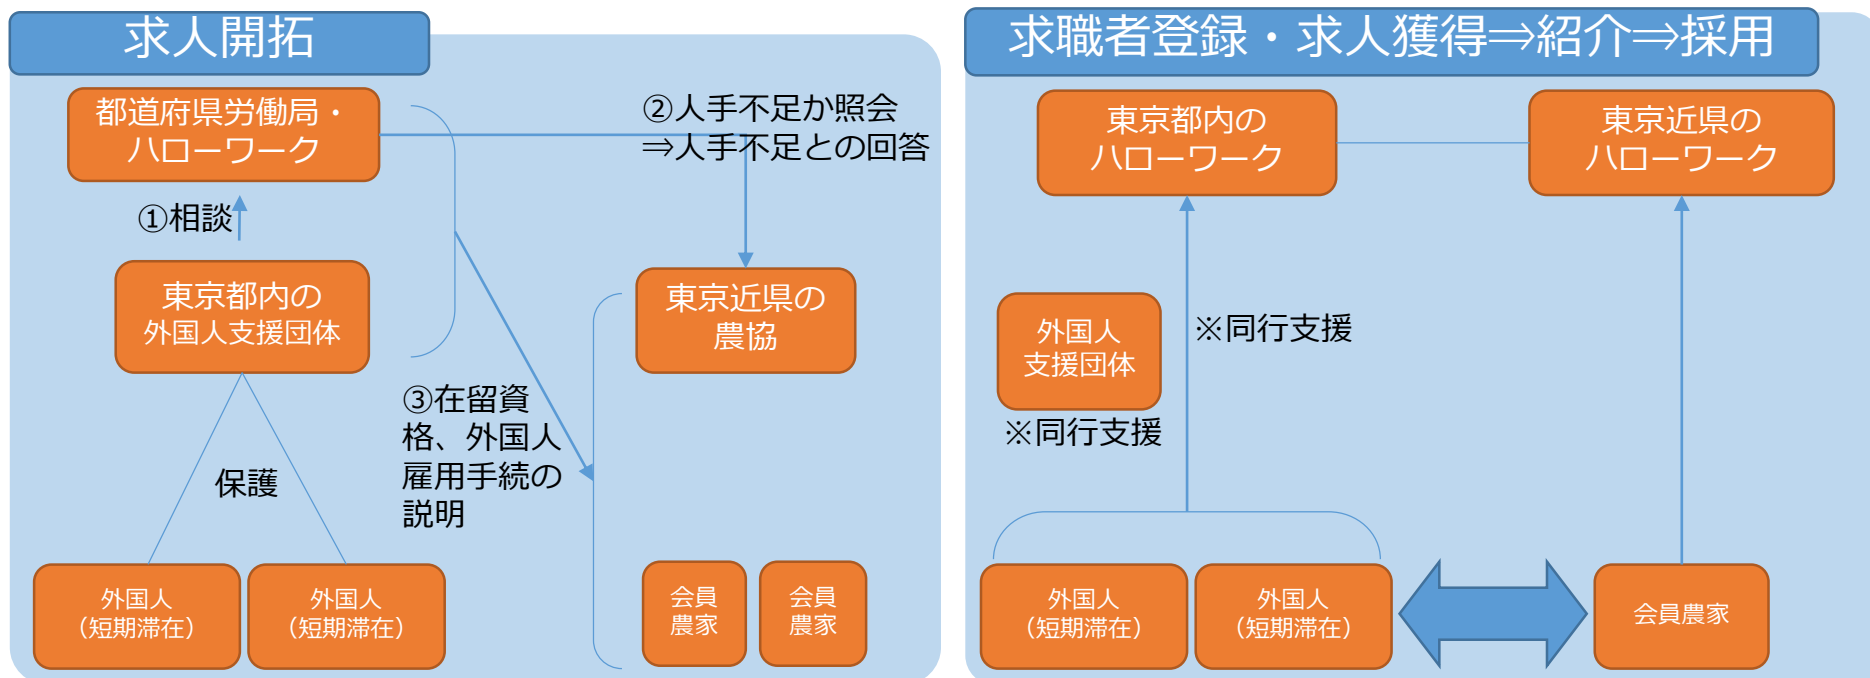 求人開拓
都道府県労働局・
ハローワーク
②人手不足か照会
⇒人手不足との回答
①相談
東京都内の
外国人支援団体
東京近県の
農協
③在留資
格、外国人
雇用手続の
説明
保護
外国人
（短期滞在）
外国人
（短期滞在）
会員
農家
会員
農家
求職者登録・求人獲得⇒紹介⇒採用
東京都内の
ハローワーク
東京近県の
ハローワーク
外国人
支援団体
※同行支援
※同行支援
外国人
（短期滞在）
外国人
（短期滞在）
会員農家